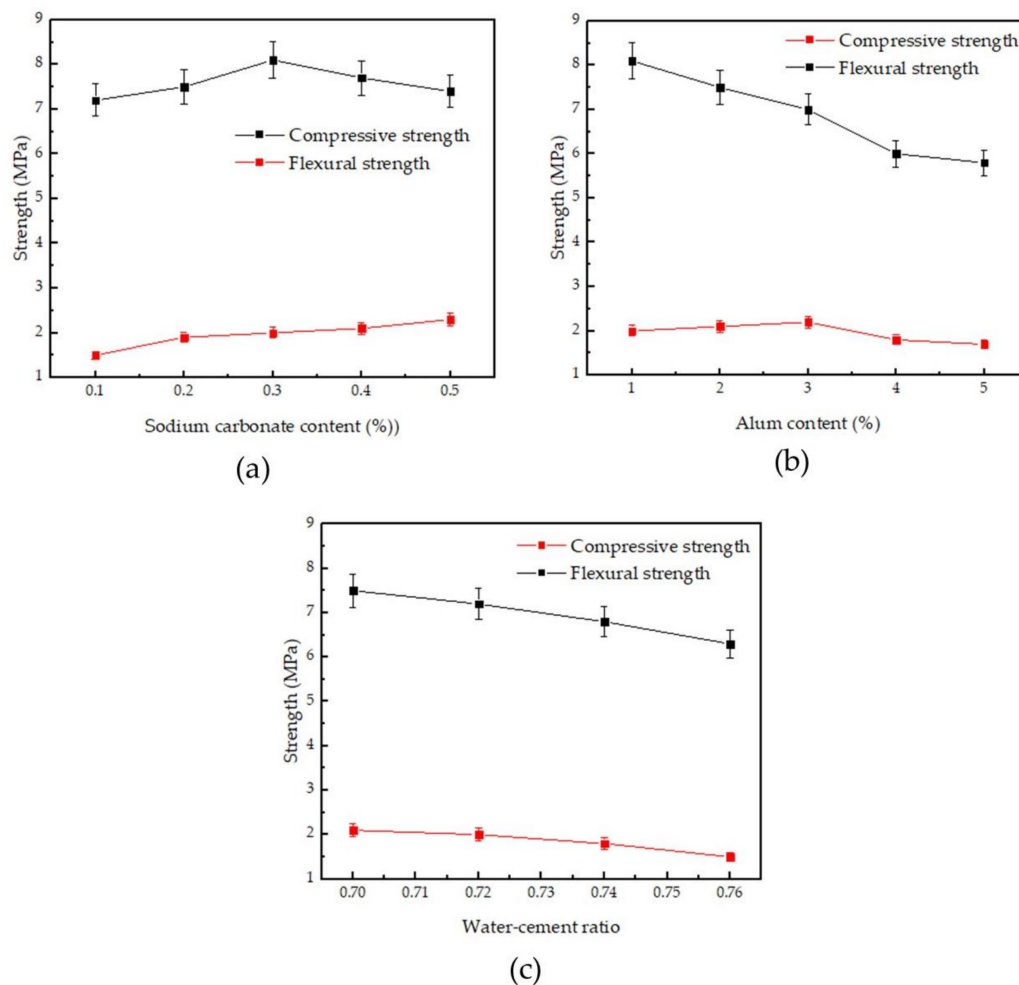 9
8
7
6
5
4
3
2
1
Strength (MPa)
Compressive strength
Flexural strength
0.1 0.2 0.3 0.4 0.5
Sodium carbonate content (%))
(a)
9
8
7
6
5
4
3
2
1
Strength (MPa)
Compressive strength
Flexural strength
1 2 3 4 5
Alum content (%)
(b)
9
8
7
6
5
4
3
2
1
Strength (MPa)
Compressive strength
Flexural strength
0.70 0.71 0.72 0.73 0.74 0.75 0.76
Water-cement ratio
(c)